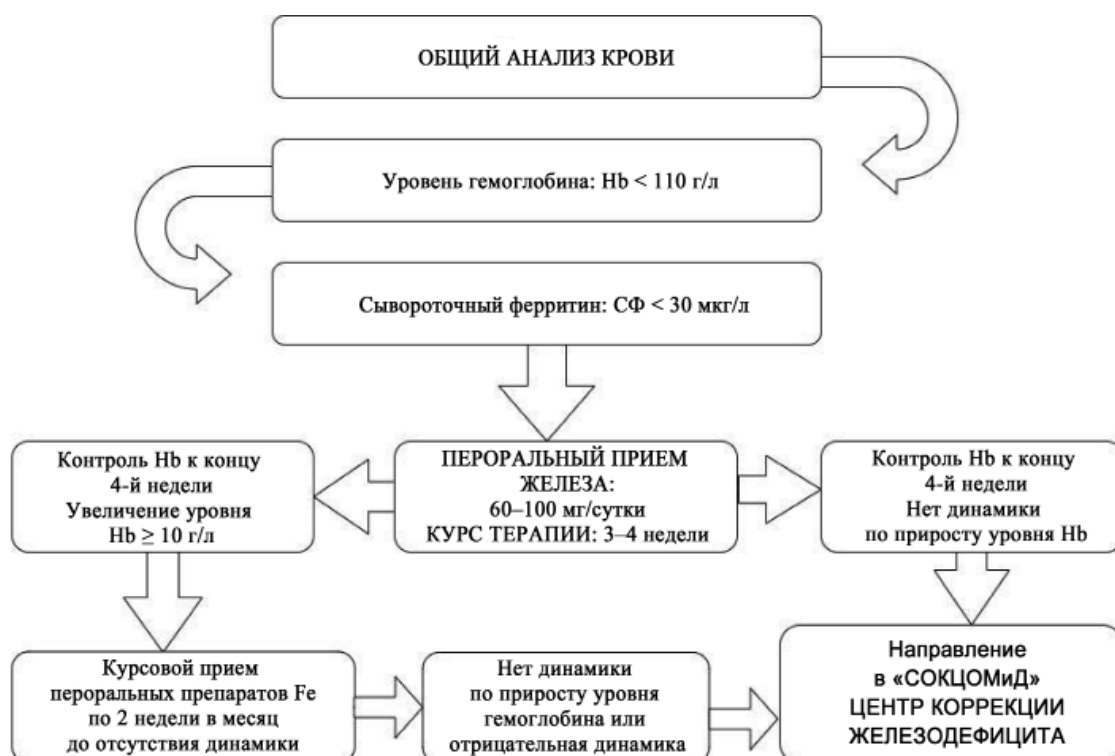 ОБЩИЙ АНАЛИЗ КРОВИ
Уровень гемоглобина: Hb < 110 г/л
Сывороточный ферритин: СФ < 30 мкг/л
Контроль Hb к концу
4-й недели
Увеличение уровня
Hb ≥ 10 г/л
ПЕРОРАЛЬНЫЙ ПРИЕМ
ЖЕЛЕЗА:
60–100 мг/сутки
КУРС ТЕРАПИИ: 3–4 недели
Контроль Hb к концу
4-й недели
Нет динамики
по приросту уровня Hb
Курсовой прием
пероральных препаратов Fe
по 2 недели в месяц
до отсутствия динамики
Нет динамики
по приросту уровня
гемоглобина или
отрицательная динамика
Направление
в «СОКЦОМиД»
ЦЕНТР КОРРЕКЦИИ
ЖЕЛЕЗОДЕФИЦИТА